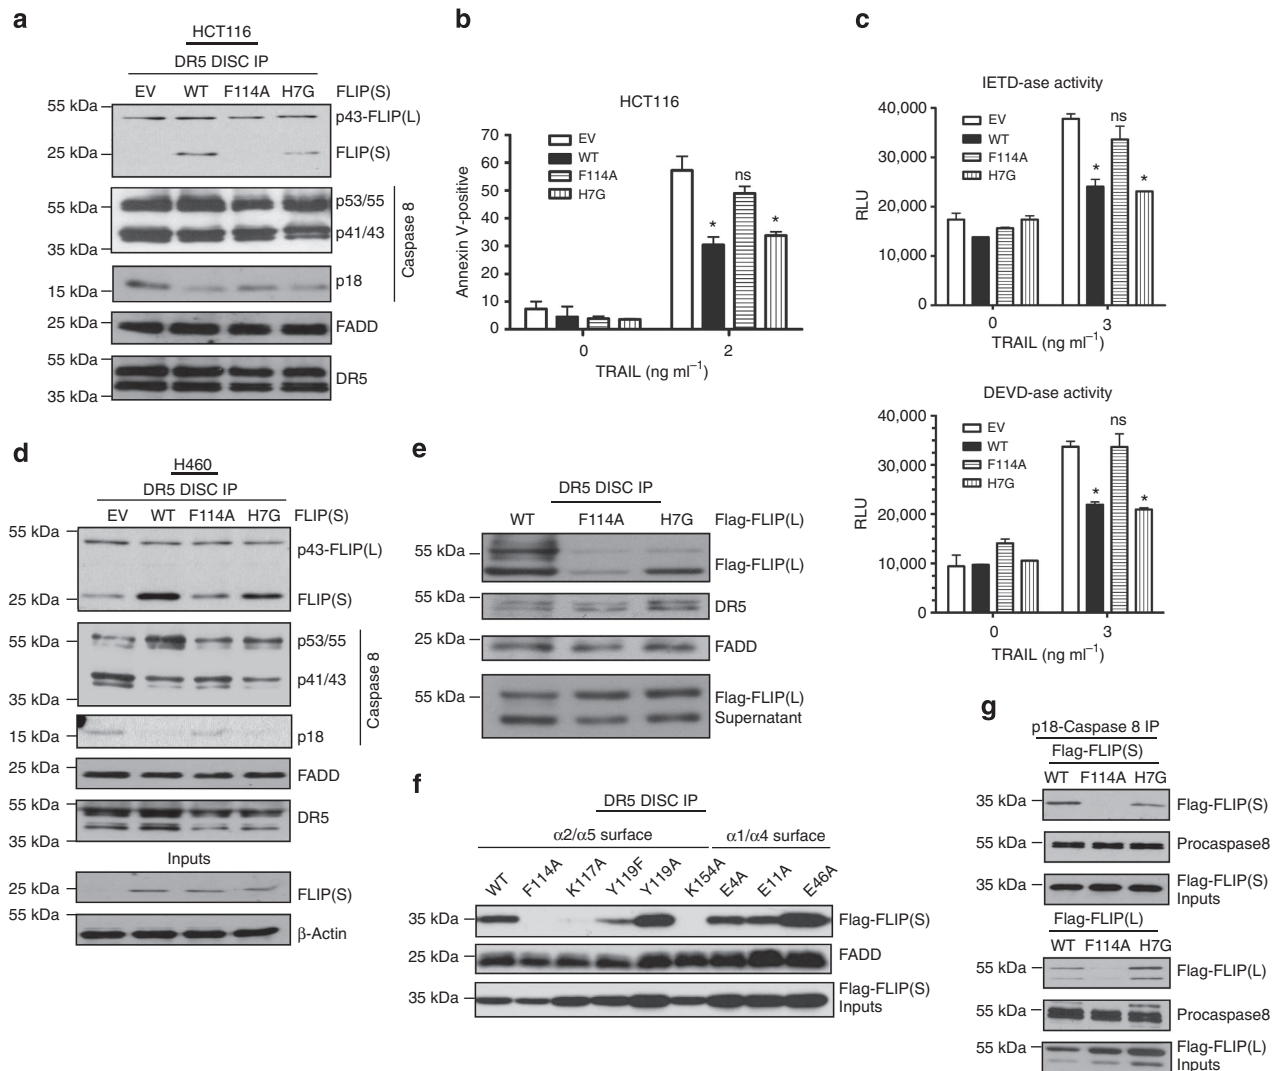 a
HCT116
DR5 DISC IP
EV WT F114A H7G FLIP(S)
55 kDa
p43-FLIP(L)
25 kDa
FLIP(S)
55 kDa
p53/55
p41/43
35 kDa
Caspase 8
15 kDa
p18
25 kDa
FADD
55 kDa
DR5
35 kDa
b
HCT116
EV
WT
F114A
H7G
Annexin V-positive
70
60
50
40
30
20
10
0
* ns *
0 2
TRAIL (ng ml−1)
c
IETD-ase activity
EV
WT
F114A
H7G
RLU
40,000
30,000
20,000
10,000
0
* ns *
0 3
TRAIL (ng ml−1)
DEVD-ase activity
EV
WT
F114A
H7G
RLU
40,000
30,000
20,000
10,000
0
* ns *
0 3
TRAIL (ng ml−1)
d
H460
DR5 DISC IP
EV WT F114A H7G FLIP(S)
55 kDa
p43-FLIP(L)
25 kDa
FLIP(S)
55 kDa
p53/55
p41/43
35 kDa
Caspase 8
15 kDa
p18
25 kDa
FADD
55 kDa
DR5
35 kDa
Inputs
25 kDa
FLIP(S)
55 kDa
β-Actin
e
DR5 DISC IP
WT F114A H7G Flag-FLIP(L)
55 kDa
Flag-FLIP(L)
55 kDa
DR5
25 kDa
FADD
55 kDa
Flag-FLIP(L)
Supernatant
f
DR5 DISC IP
α2/α5 surface α1/α4 surface
WT F114A K117A Y119F Y119A K154A E4A E11A E46A
35 kDa
Flag-FLIP(S)
25 kDa
FADD
35 kDa
Flag-FLIP(S)
Inputs
g
p18-Caspase 8 IP
Flag-FLIP(S)
WT F114A H7G
35 kDa
Flag-FLIP(S)
55 kDa
Procaspase8
35 kDa
Flag-FLIP(S)
Inputs
Flag-FLIP(L)
WT F114A H7G
55 kDa
Flag-FLIP(L)
55 kDa
Procaspase8
55 kDa
Flag-FLIP(L)
Inputs